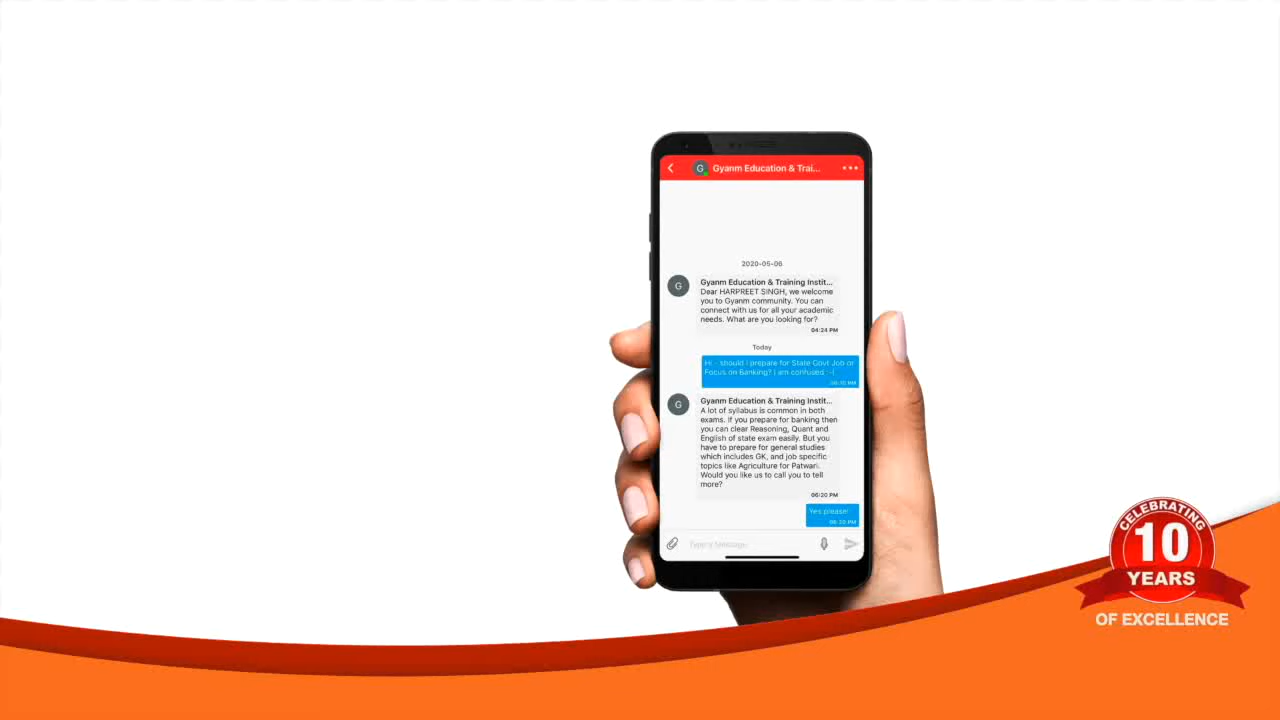 G Gyanm Education & Trai...
2020-05-06
G
Gyanm Education & Training Instit...
Dear HARPREET SINGH, we welcome
you to Gyanm community. You can
connect with us for all your academic
needs. What are you looking for?
04:24 PM
Today
Hi - should I prepare for State Govt Job or
Focus on Banking? I am confused :-(
06:10 PM
G
Gyanm Education & Training Instit...
A lot of syllabus is common in both
exams. If you prepare for banking then
you can clear Reasoning, Quant and
English of state exam easily. But you
have to prepare for general studies
which includes GK, and job specific
topics like Agriculture for Patwari.
Would you like us to call you to tell
more?
06:20 PM
Yes please!
Type a Message
CELEBRATING
10
YEARS
OF EXCELLENCE